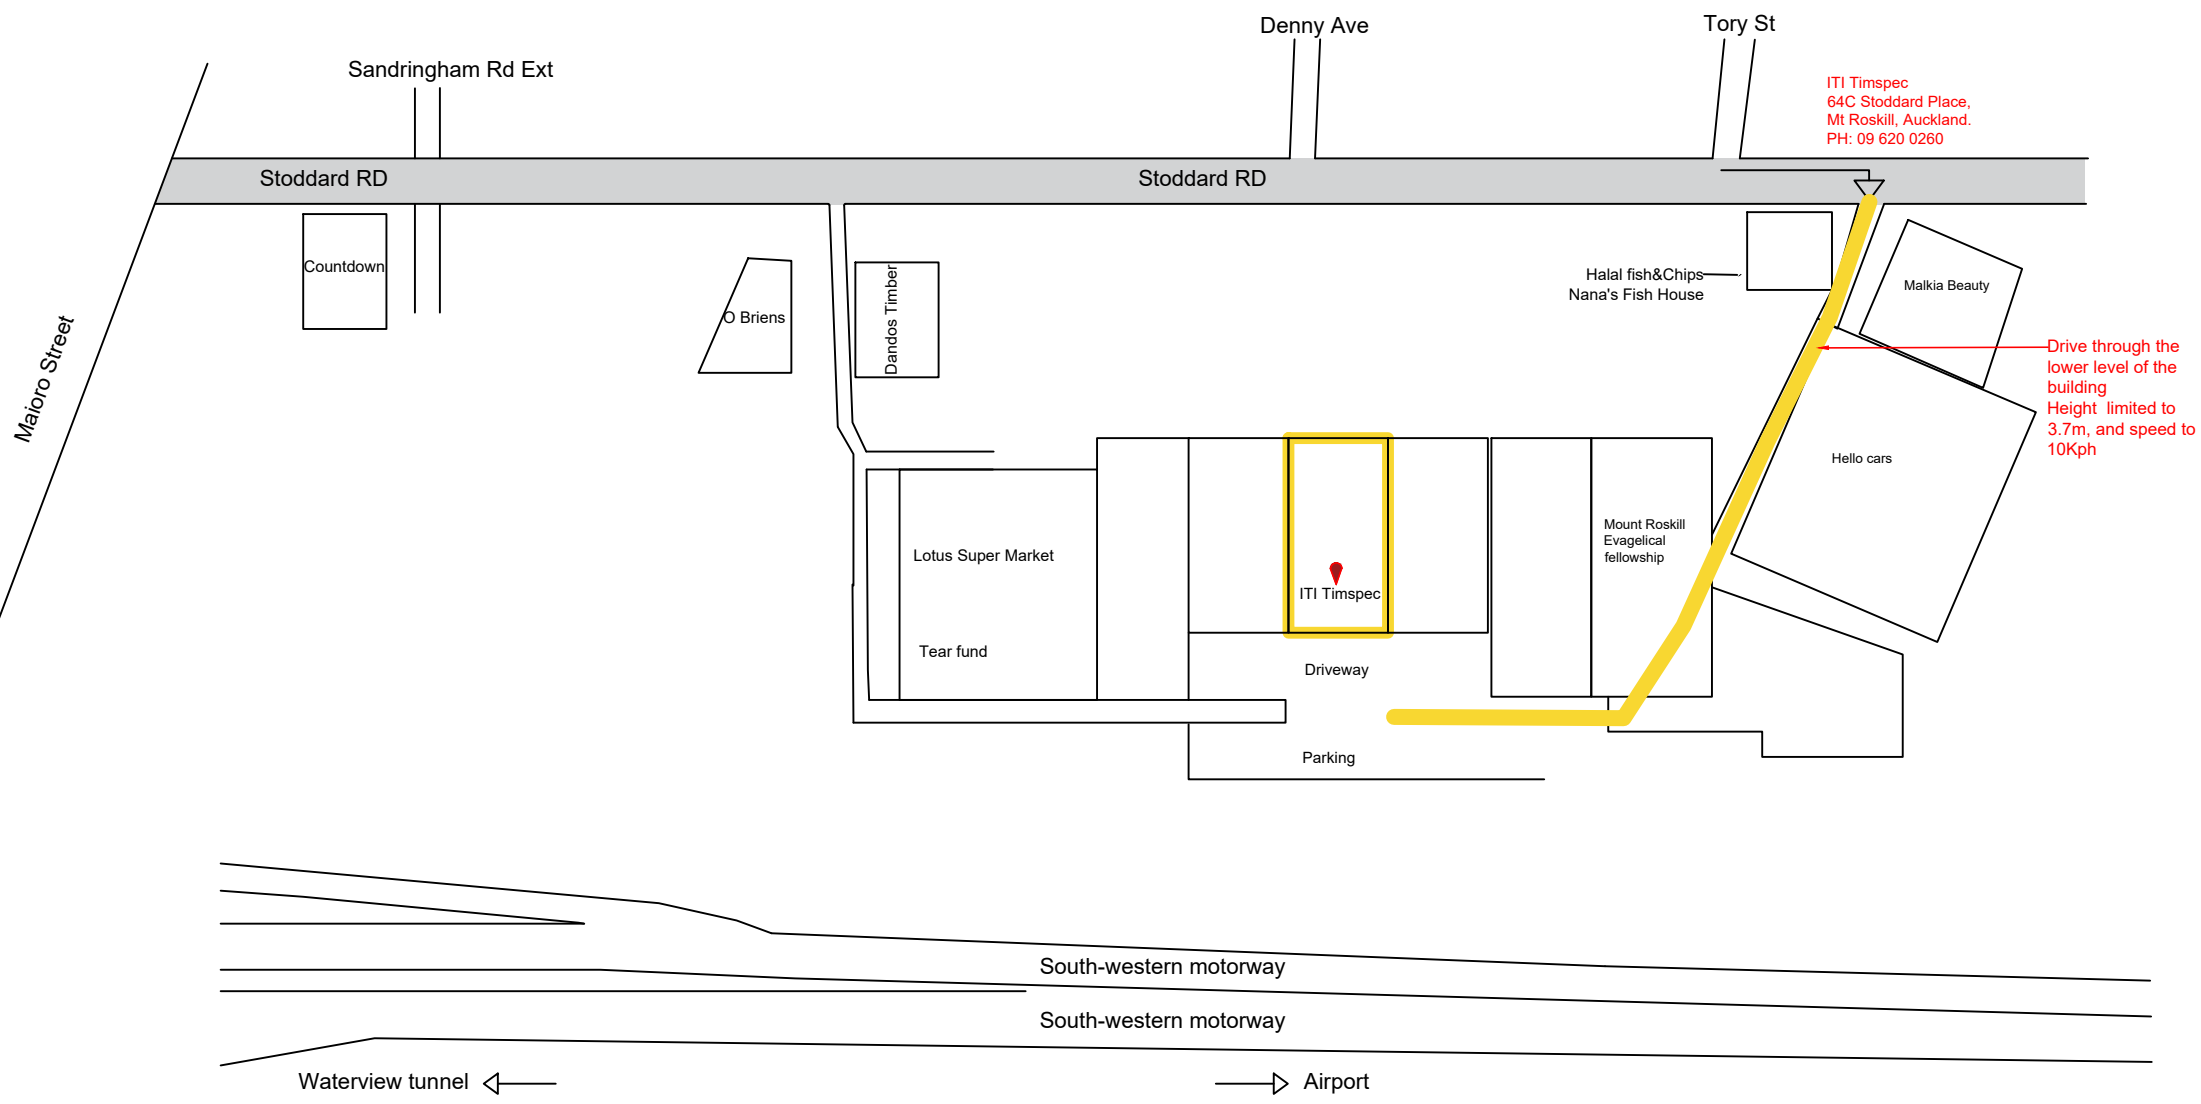 Denny Ave
Tory St
Sandringham Rd Ext
ITI Timspec
64C Stoddard Place,
Mt Roskill, Auckland.
PH: 09 620 0260
Stoddard RD
Stoddard RD
Countdown
O Briens
Dandos Timber
Halal fish&Chips
Nana's Fish House
Malkia Beauty
Maioro Street
Drive through the
lower level of the
building
Height limited to
3.7m, and speed to
10Kph
Hello cars
Lotus Super Market
Mount Roskill
Evagelical
fellowship
ITI Timspec
Tear fund
Driveway
Parking
South-western motorway
South-western motorway
Waterview tunnel
Airport